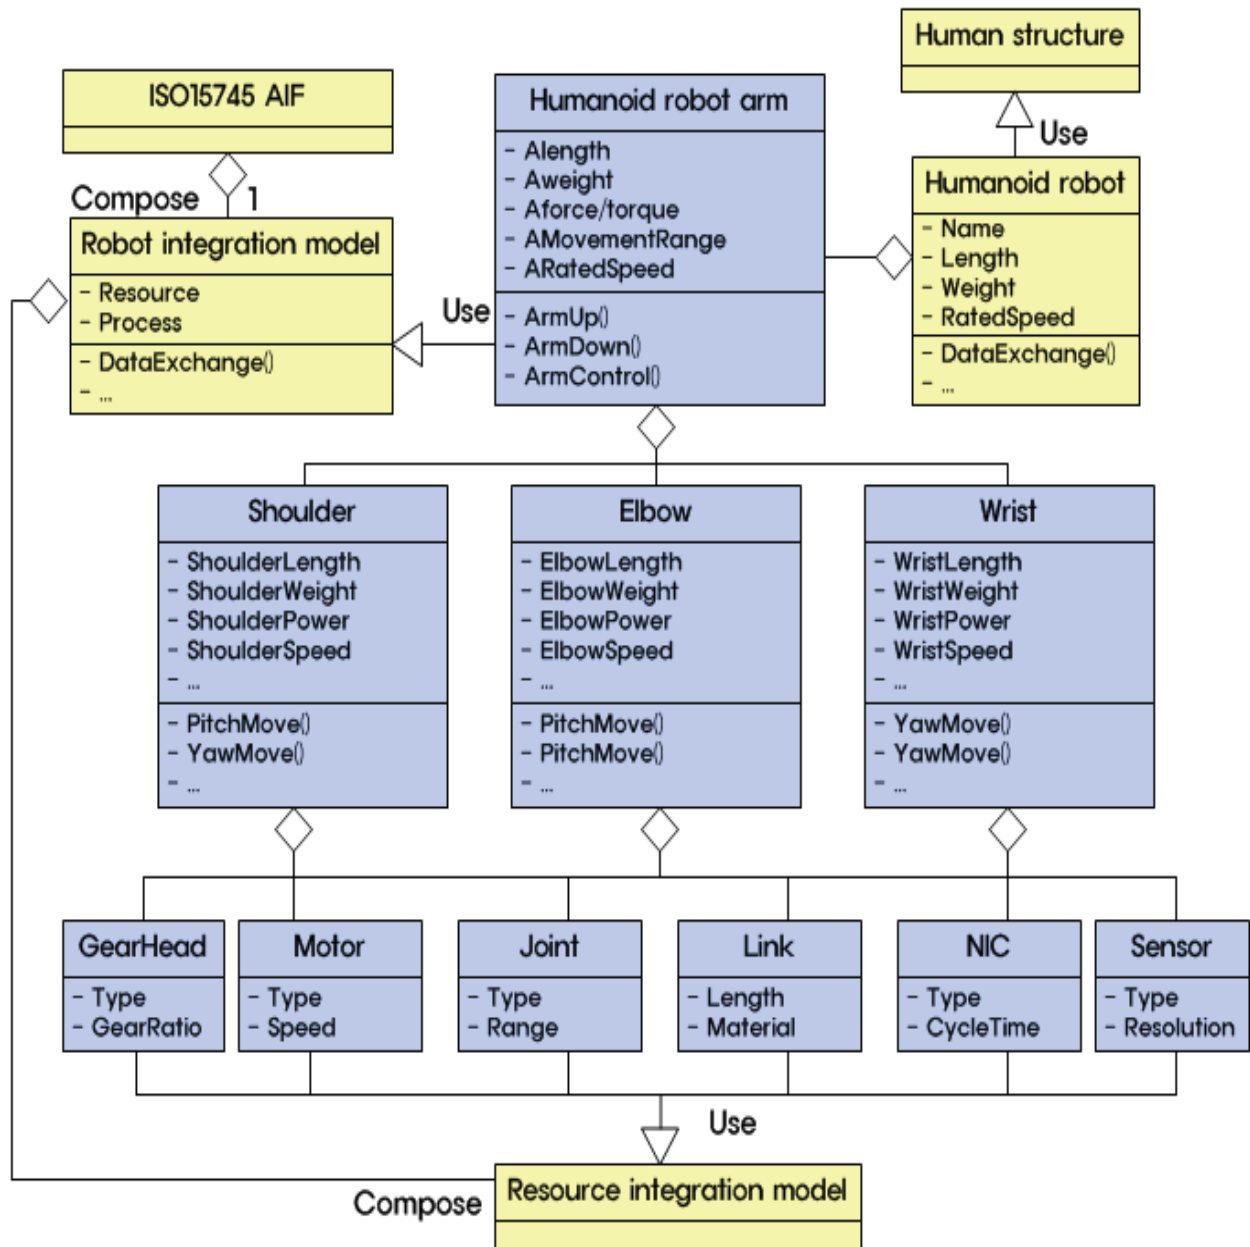 Human structure
Use
ISO15745 AIF
Compose
1
Robot integration model
- Resource
- Process
- DataExchange()
- ...
Use
Humanoid robot arm
- Alength
- Aweight
- Aforce/torque
- AMovementRange
- ARatedSpeed
- ArmUp()
- ArmDown()
- ArmControl()
Humanoid robot
- Name
- Length
- Weight
- RatedSpeed
- DataExchange()
- ...
Shoulder
- ShoulderLength
- ShoulderWeight
- ShoulderPower
- ShoulderSpeed
- ...
- PitchMove()
- YawMove()
- ...
Elbow
- ElbowLength
- ElbowWeight
- ElbowPower
- ElbowSpeed
- ...
- PitchMove()
- PitchMove()
- ...
Wrist
- WristLength
- WristWeight
- WristPower
- WristSpeed
- ...
- YawMove()
- YawMove()
- ...
GearHead
- Type
- GearRatio
Motor
- Type
- Speed
Joint
- Type
- Range
Link
- Length
- Material
NIC
- Type
- CycleTime
Sensor
- Type
- Resolution
Use
Compose
Resource integration model